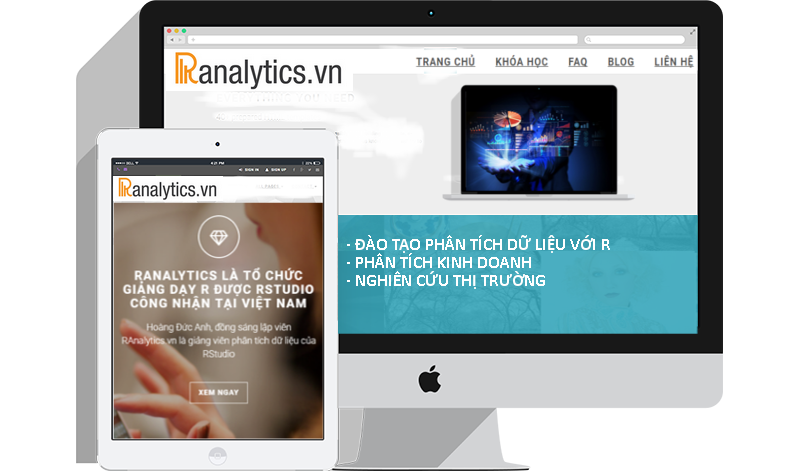 Ranalytics.vn
TRANG CHỦ KHÓA HỌC FAQ BLOG LIÊN HỆ
- ĐÀO TẠO PHÂN TÍCH DỮ LIỆU VỚI R
- PHÂN TÍCH KINH DOANH
- NGHIÊN CỨU THỊ TRƯỜNG
4:21 PM
SIGN IN SIGN UP
Ranalytics.vn
RANALYTICS LÀ TỔ CHỨC
GIẢNG DẠY R ĐƯỢC RSTUDIO
CÔNG NHẬN TẠI VIỆT NAM
Hoàng Đức Anh, đồng sáng lập viên
RAnalytics.vn là giảng viên phân tích dữ liệu của
RStudio
XEM NGAY